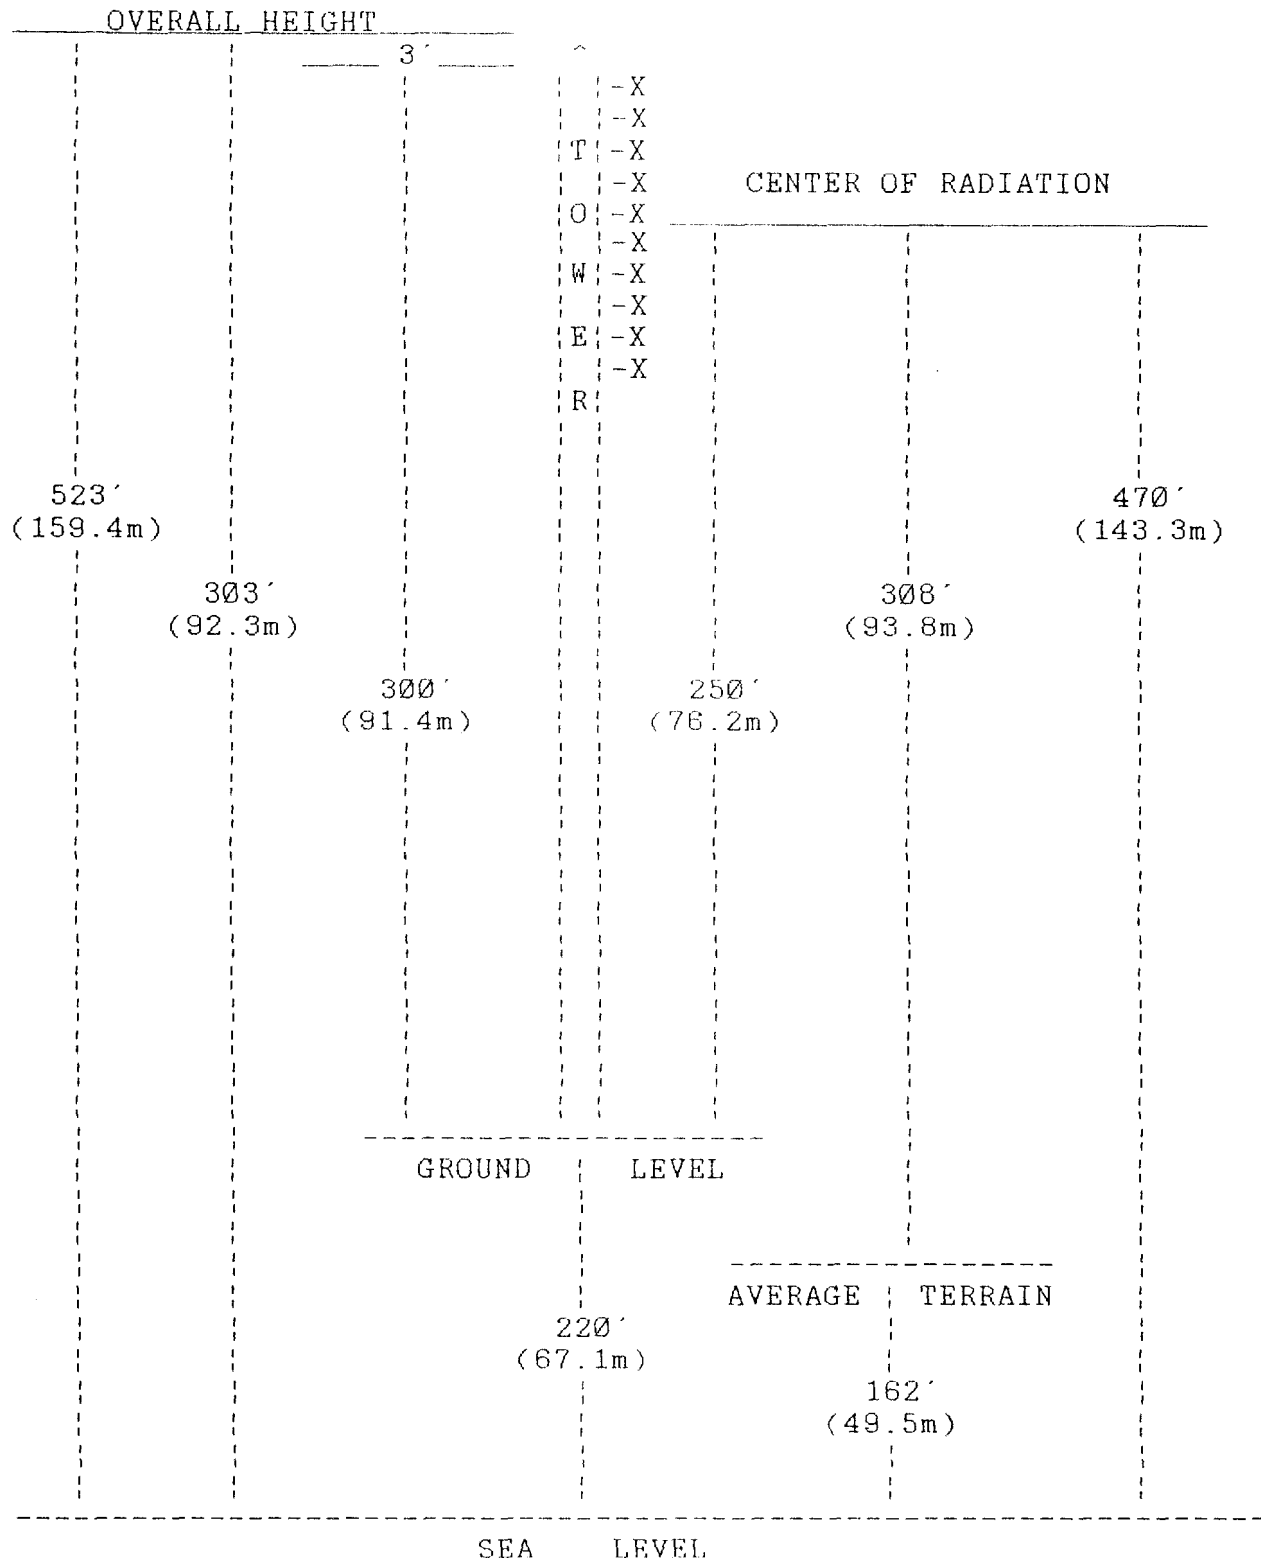 OVERALL HEIGHT
3´
^
-X
-X
T -X
-X
CENTER OF RADIATION
O -X
-X
W -X
-X
E -X
-X
R
523´
(159.4m)
470´
(143.3m)
303´
(92.3m)
308´
(93.8m)
300´
(91.4m)
250´
(76.2m)
GROUND LEVEL
AVERAGE TERRAIN
220´
(67.1m)
162´
(49.5m)
SEA LEVEL